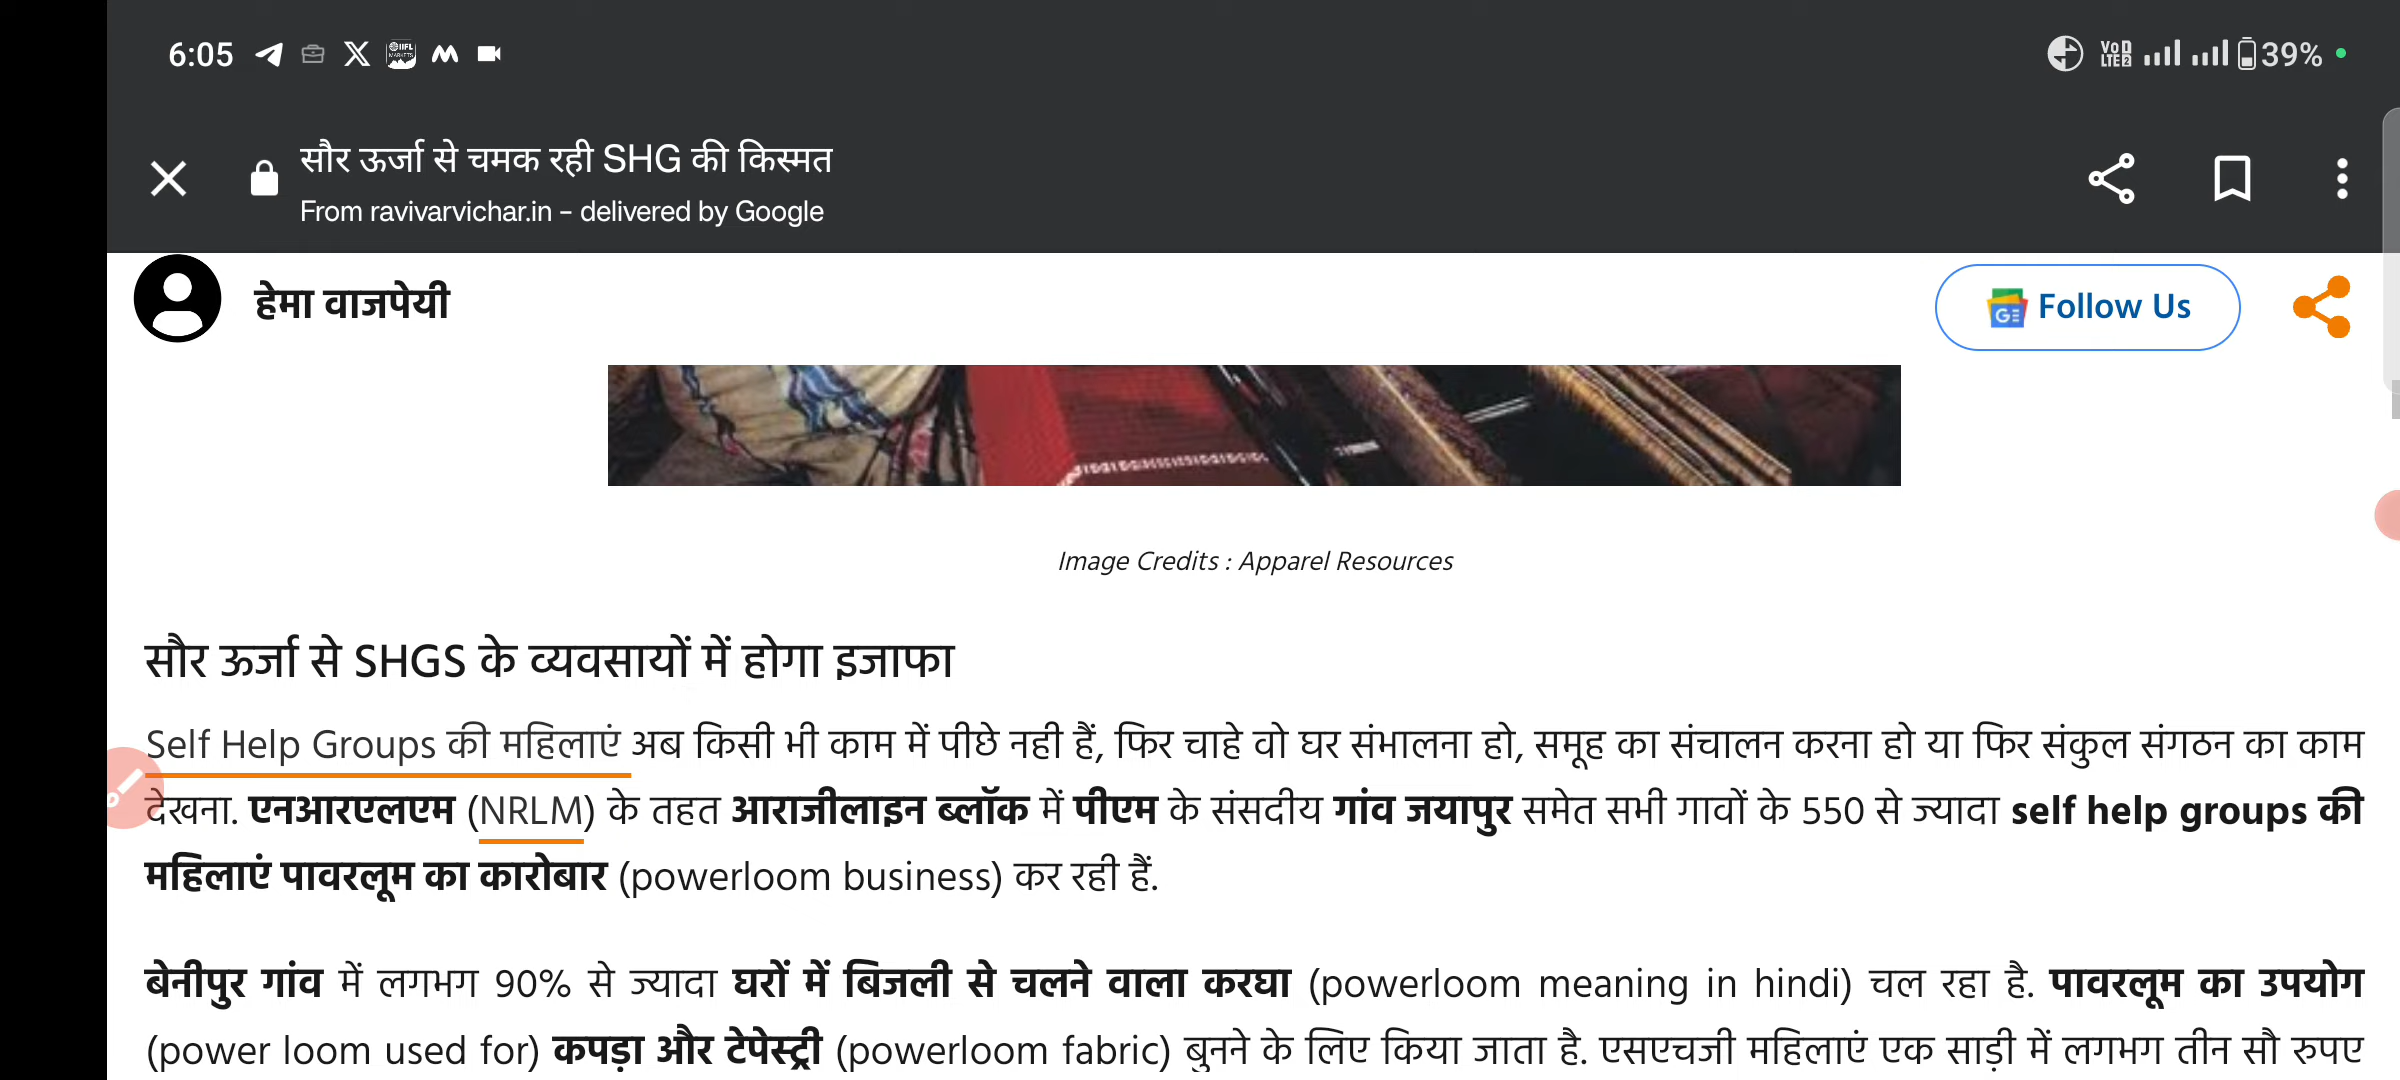 6:05
VoD LTE2 39%
सौर ऊर्जा से चमक रही SHG की किस्मत
From ravivarvichar.in – delivered by Google
हेमा वाजपेयी
Follow Us
Image Credits : Apparel Resources
सौर ऊर्जा से SHGS के व्यवसायों में होगा इजाफा
Self Help Groups की महिलाएं अब किसी भी काम में पीछे नही हैं, फिर चाहे वो घर संभालना हो, समूह का संचालन करना हो या फिर संकुल संगठन का काम
देखना. एनआरएलएम (NRLM) के तहत आराजीलाइन ब्लॉक में पीएम के संसदीय गांव जयापुर समेत सभी गावों के 550 से ज्यादा self help groups की
महिलाएं पावरलूम का कारोबार (powerloom business) कर रही हैं.
बेनीपुर गांव में लगभग 90% से ज्यादा घरों में बिजली से चलने वाला करघा (powerloom meaning in hindi) चल रहा है. पावरलूम का उपयोग
(power loom used for) कपड़ा और टेपेस्ट्री (powerloom fabric) बुनने के लिए किया जाता है. एसएचजी महिलाएं एक साड़ी में लगभग तीन सौ रुपए